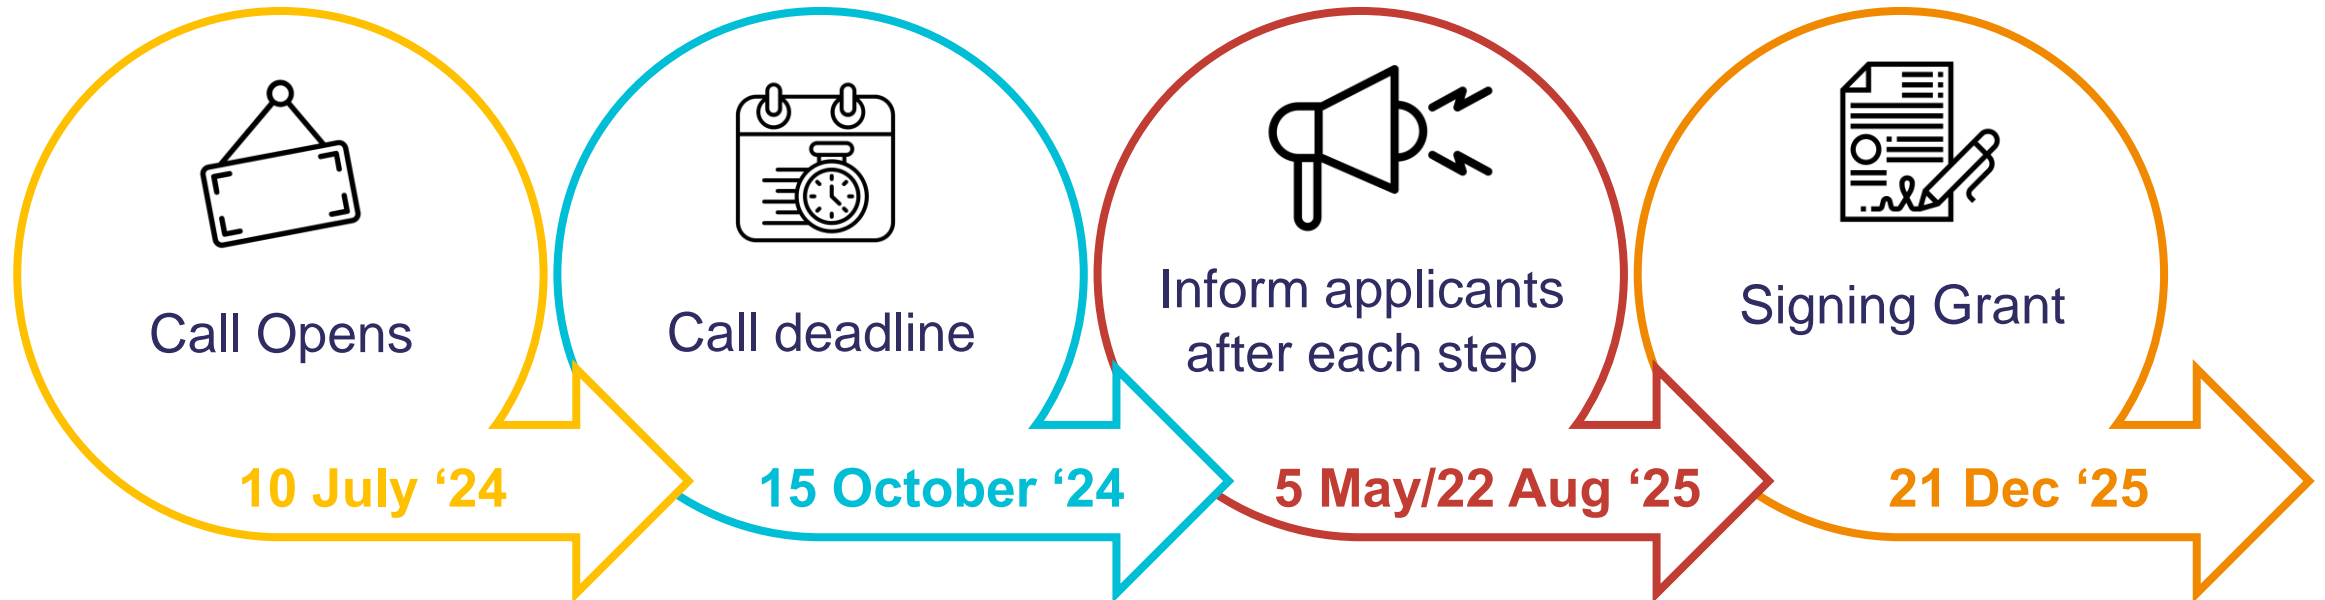 Call Opens
10 July ‘24
Call deadline
15 October ‘24
Inform applicants
after each step
5 May/22 Aug ‘25
Signing Grant
21 Dec ‘25